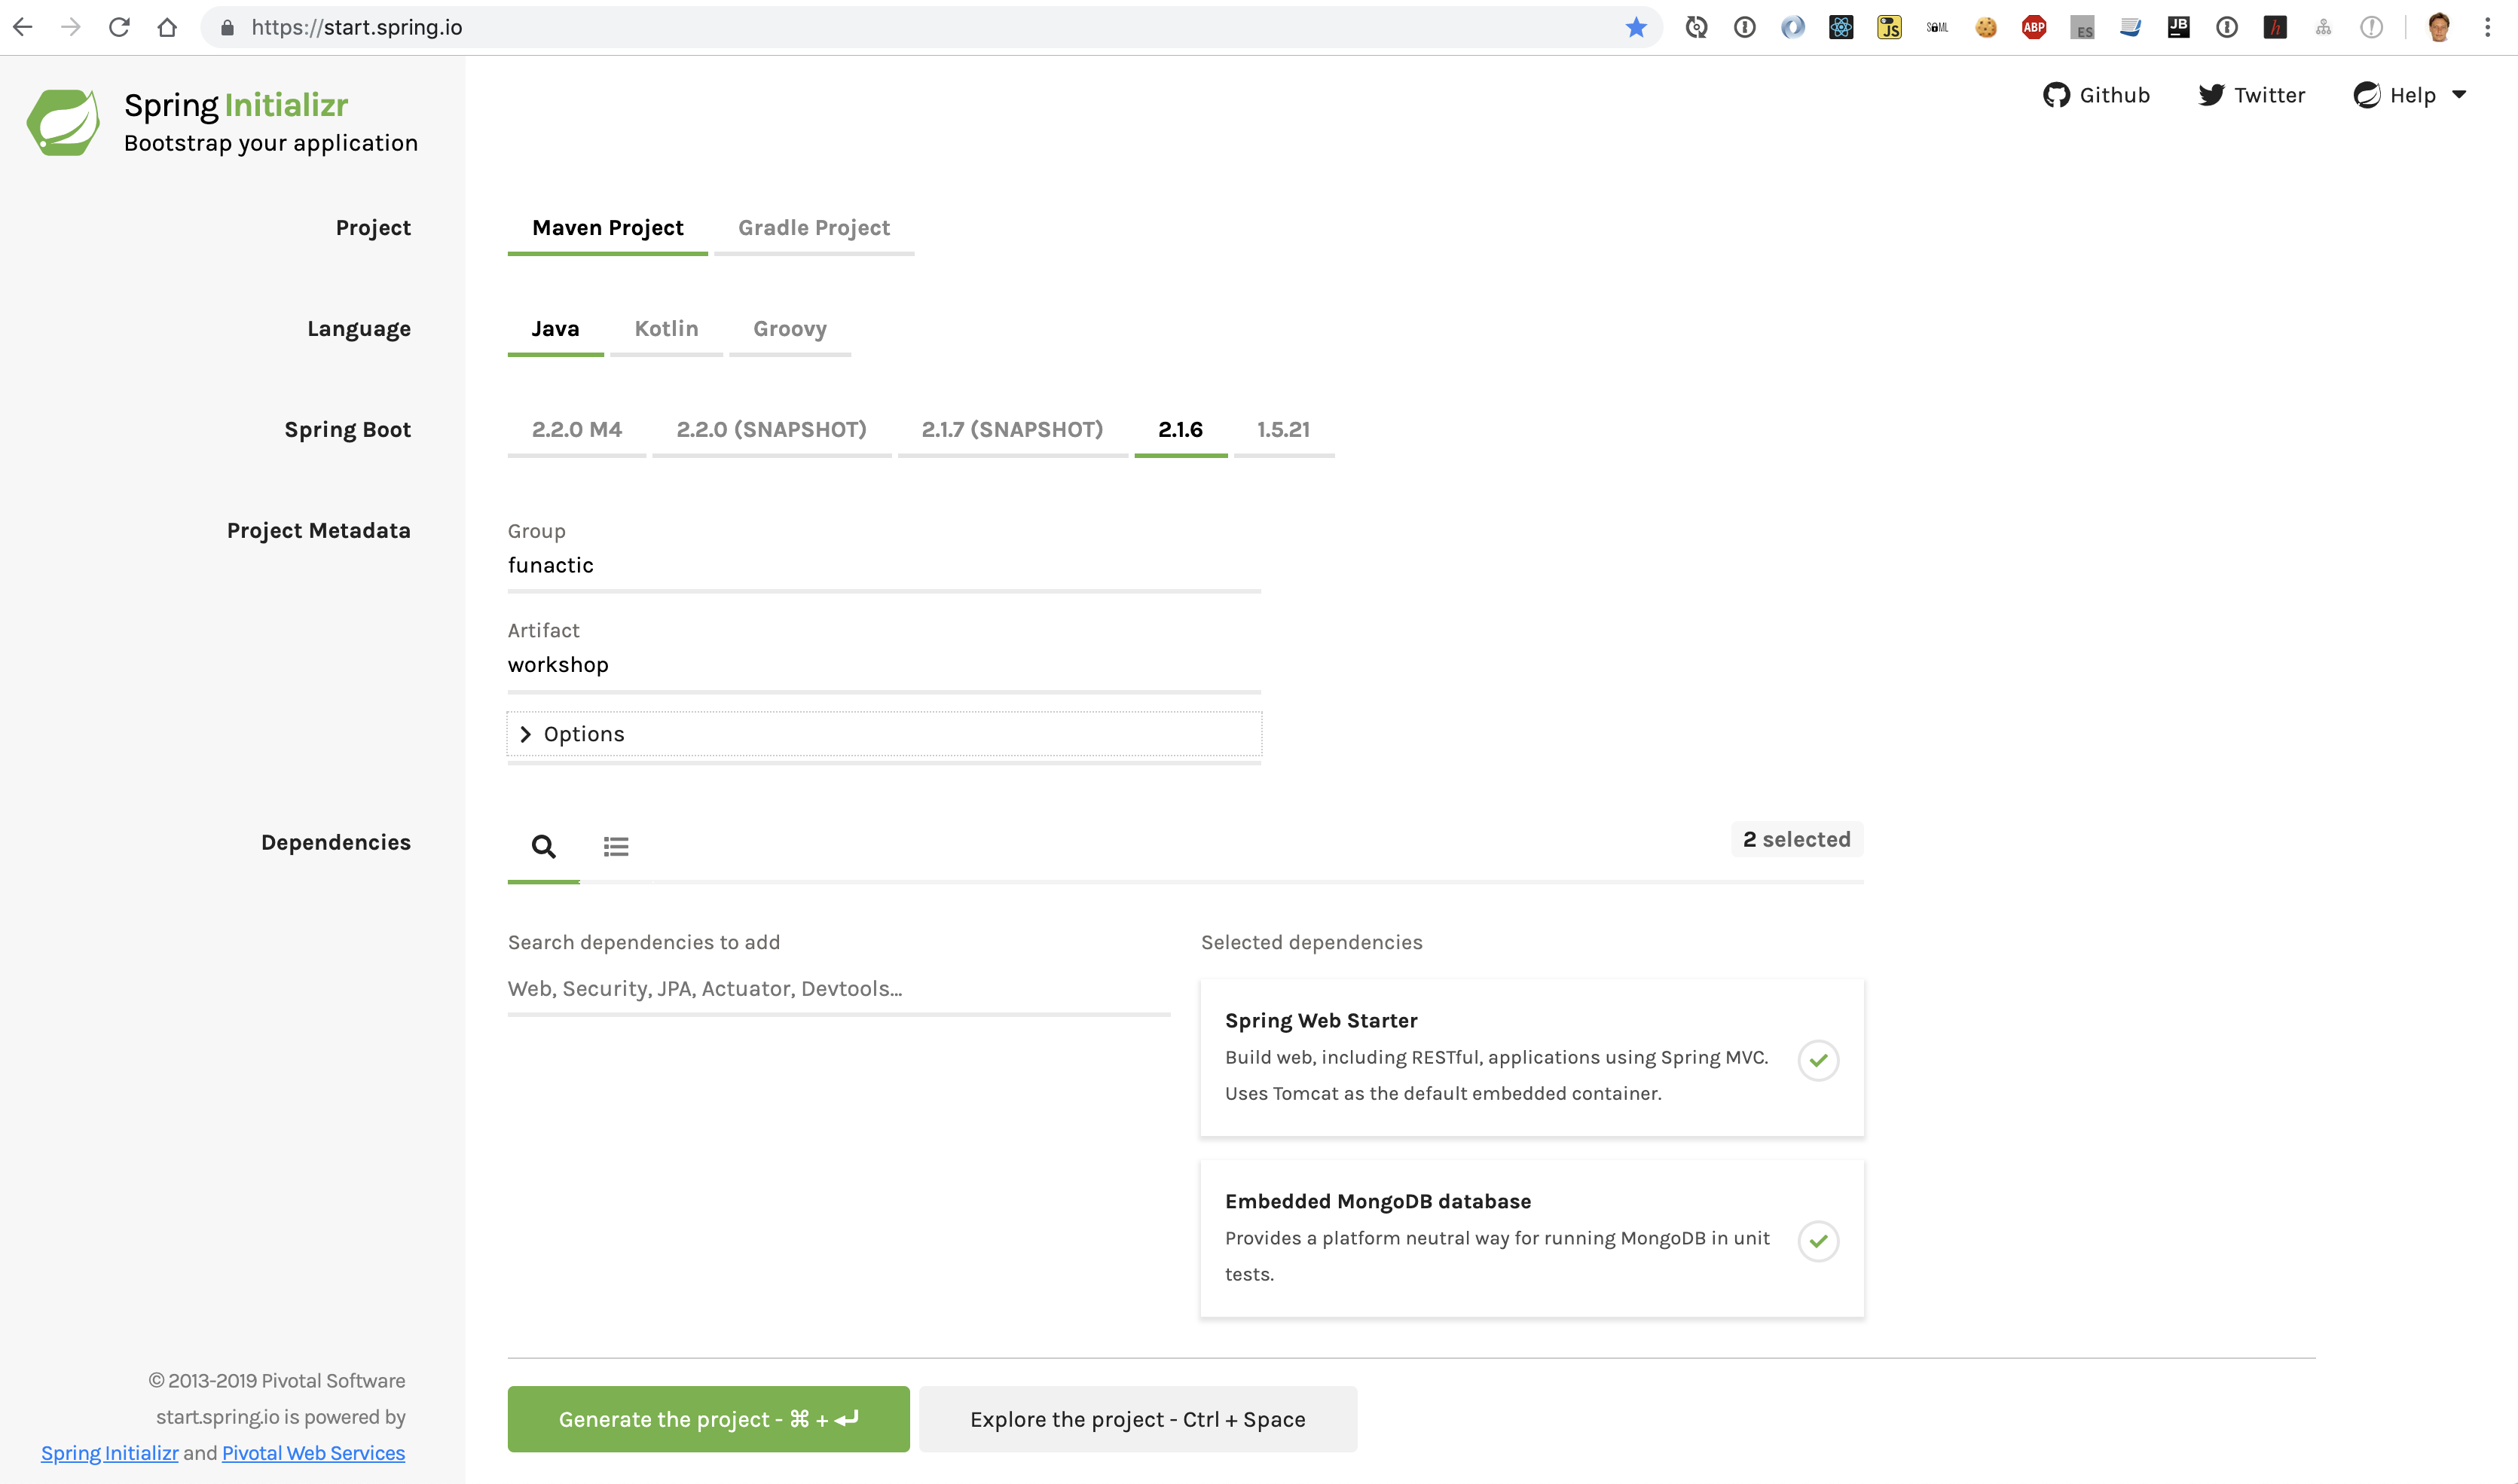 https://start.spring.io
SAML
JS
ABP
ES
JB
h
Spring Initializr
Bootstrap your application
Github
Twitter
Help
Project
Maven Project
Gradle Project
Language
Java
Kotlin
Groovy
Spring Boot
2.2.0 M4
2.2.0 (SNAPSHOT)
2.1.7 (SNAPSHOT)
2.1.6
1.5.21
Project Metadata
Group
funactic
Artifact
workshop
Options
Dependencies
2 selected
Search dependencies to add
Web, Security, JPA, Actuator, Devtools...
Selected dependencies
Spring Web Starter
Build web, including RESTful, applications using Spring MVC.
Uses Tomcat as the default embedded container.
Embedded MongoDB database
Provides a platform neutral way for running MongoDB in unit
tests.
© 2013-2019 Pivotal Software
start.spring.io is powered by
Spring Initializr and Pivotal Web Services
Generate the project - ⌘ + ⏎
Explore the project - Ctrl + Space